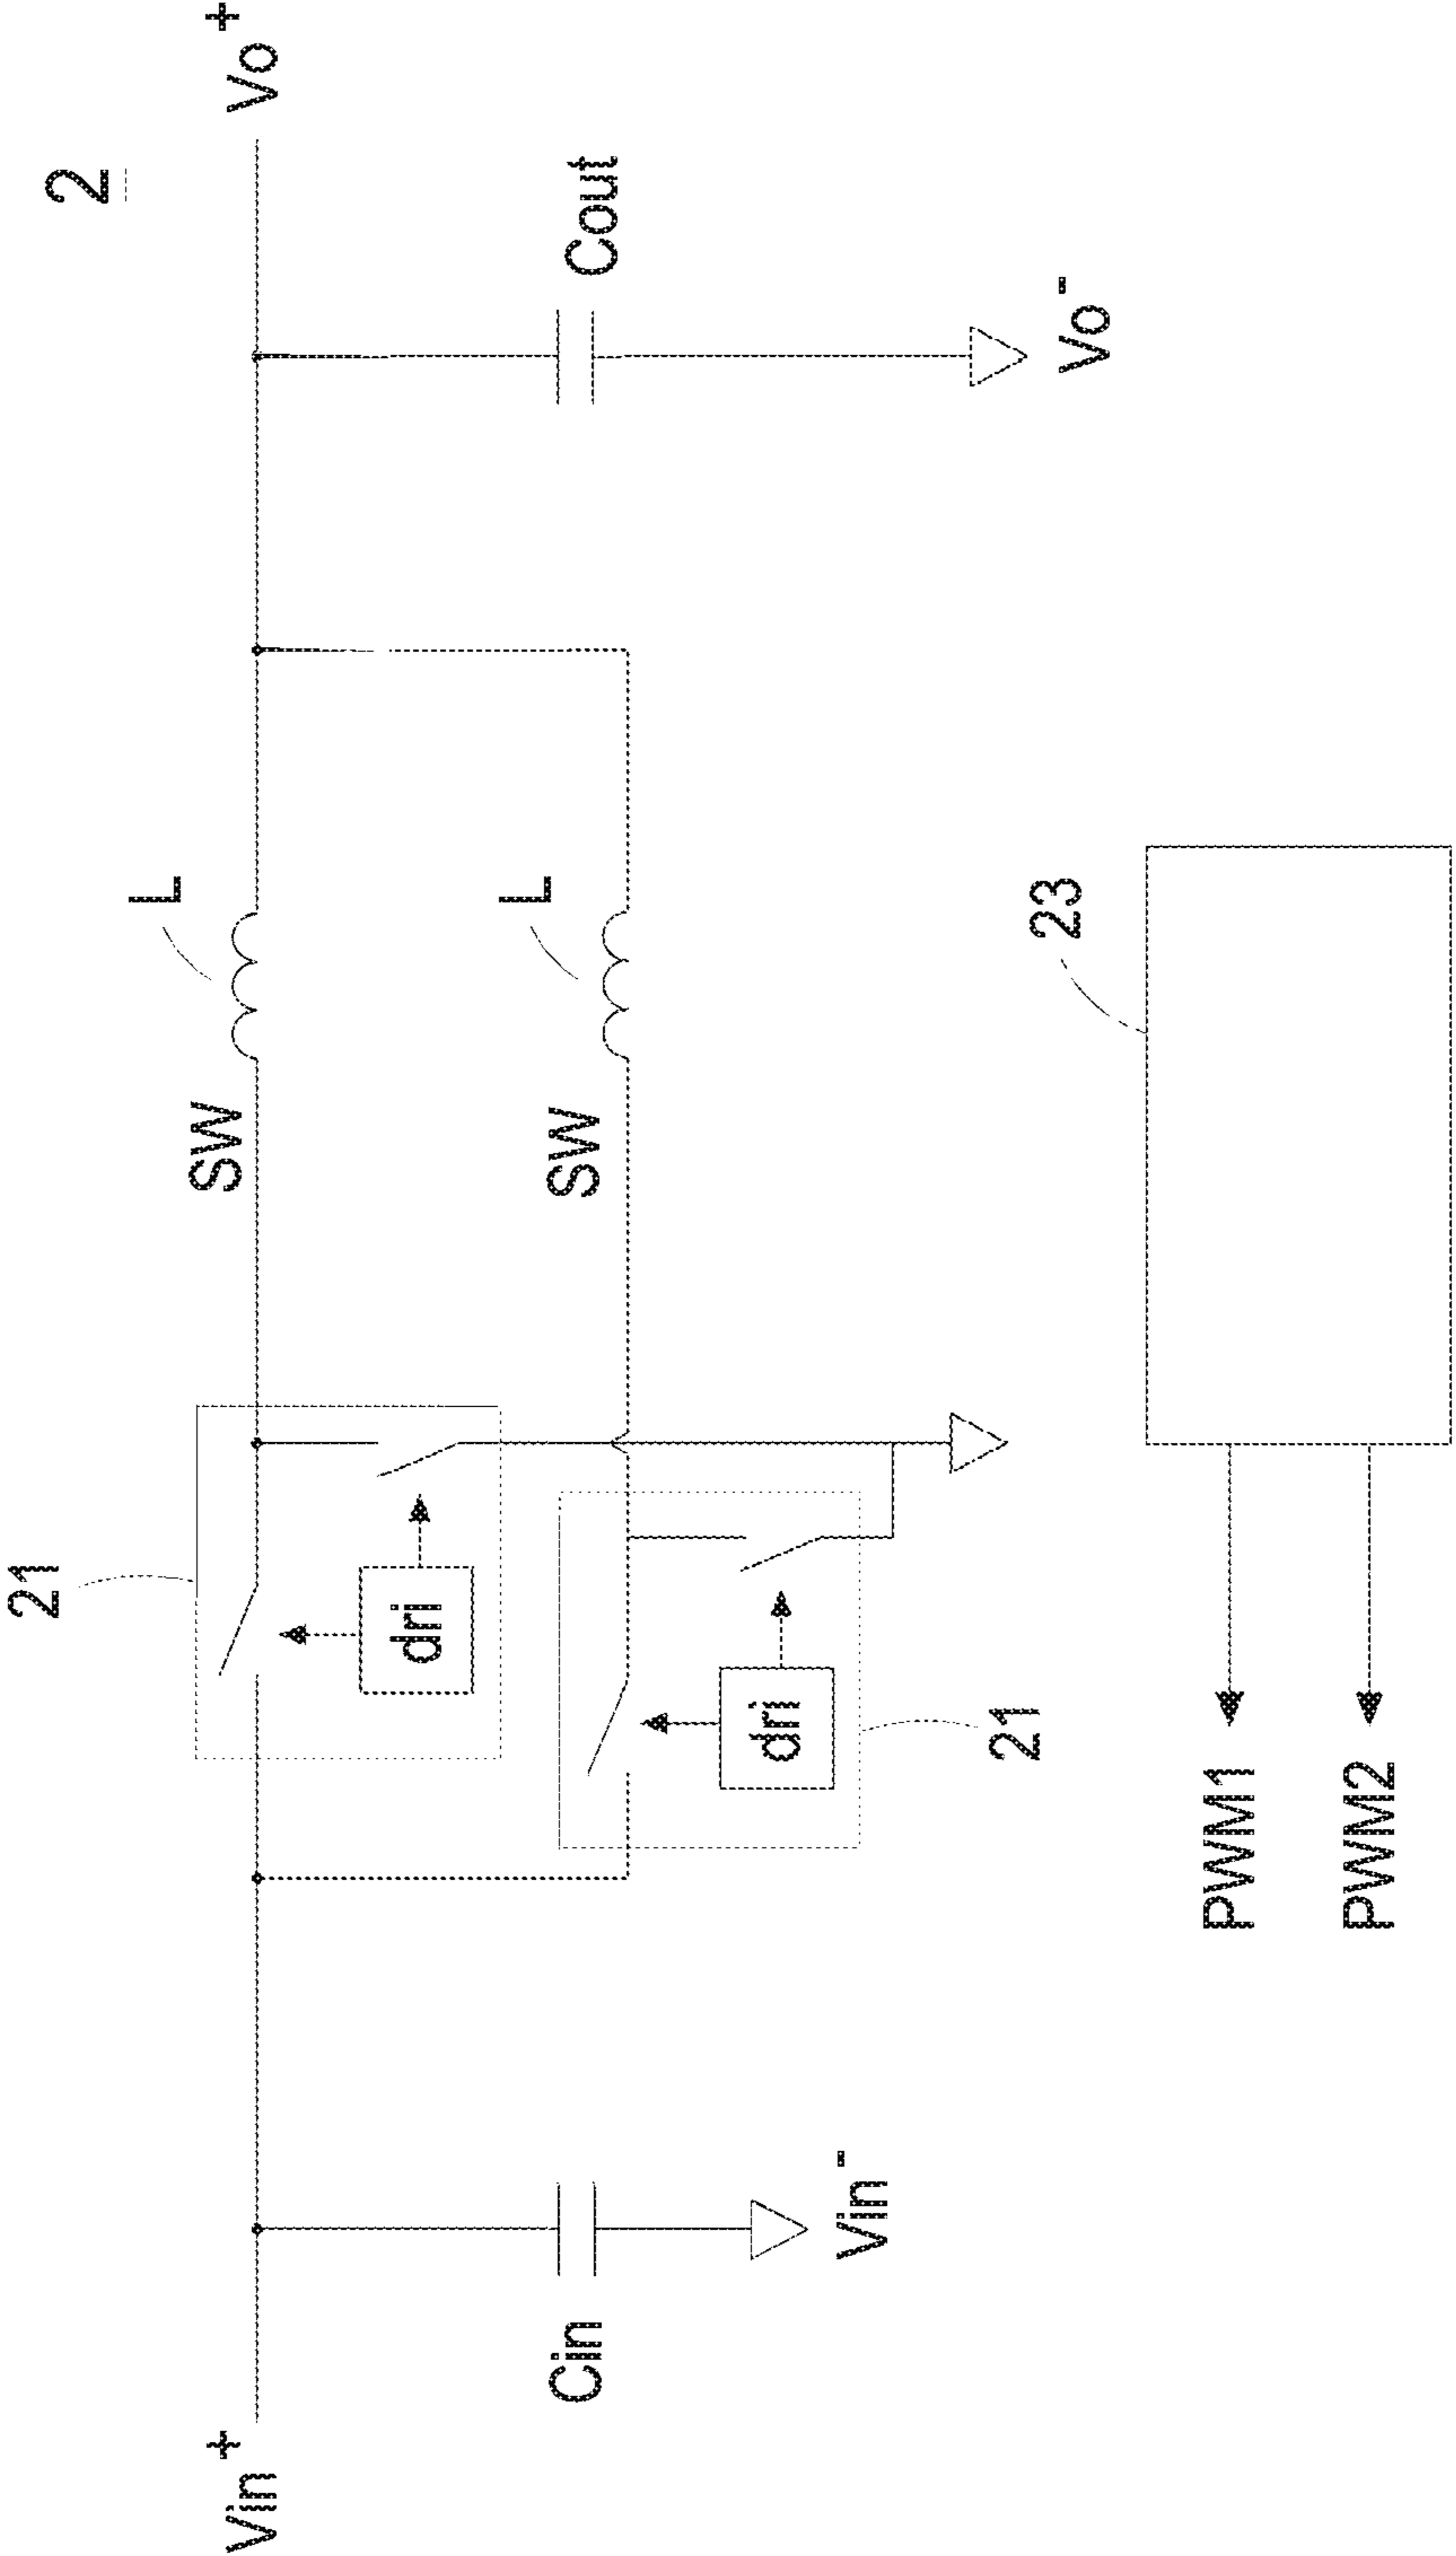 2
Vin+
Vo+
21
SW
L
SW
L
dri
dri
21
Cin
Vin-
Cout
Vo-
23
PWM1
PWM2